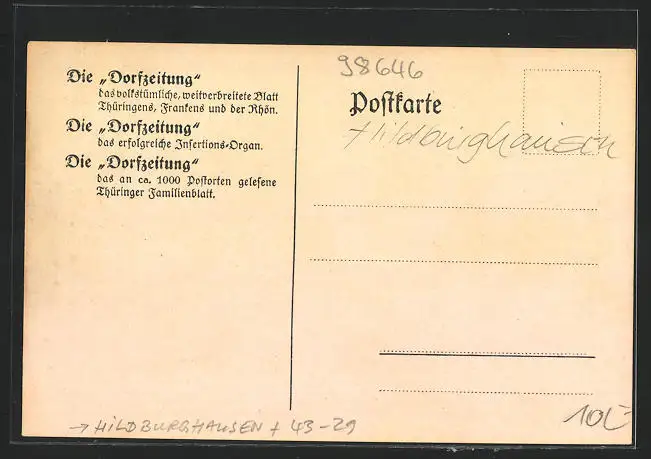 Die „Dorfzeitung“
das volkstümliche, weitverbreitete Blatt
Thüringens, Frankens und der Rhön.
Die „Dorfzeitung“
das erfolgreiche Insertions-Organ.
Die „Dorfzeitung“
das an ca. 1000 Postorten gelesene
Thüringer Familienblatt.
98646
Postkarte
Hildburghausen
→ HILDBURGHAUSEN + 43-29
10,-